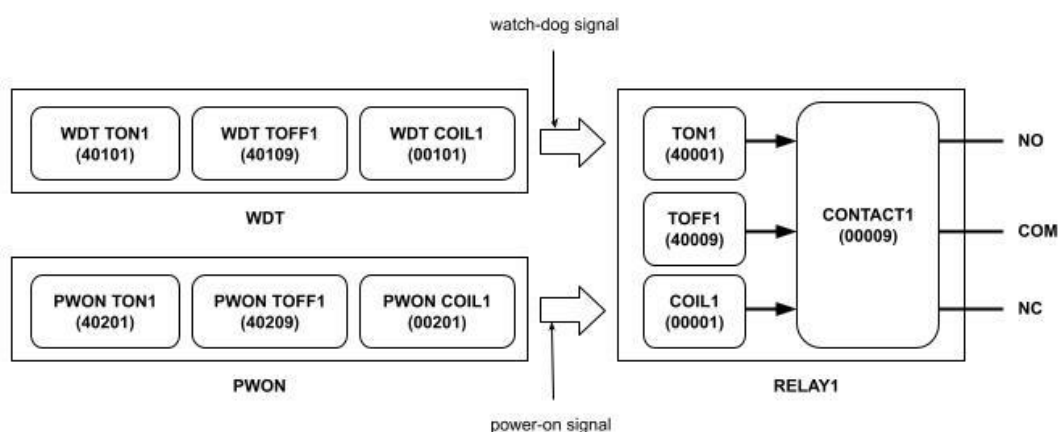 watch-dog signal
WDT TON1
(40101)
WDT TOFF1
(40109)
WDT COIL1
(00101)
WDT
PWON TON1
(40201)
PWON TOFF1
(40209)
PWON COIL1
(00201)
PWON
power-on signal
TON1
(40001)
TOFF1
(40009)
COIL1
(00001)
CONTACT1
(00009)
RELAY1
NO
COM
NC